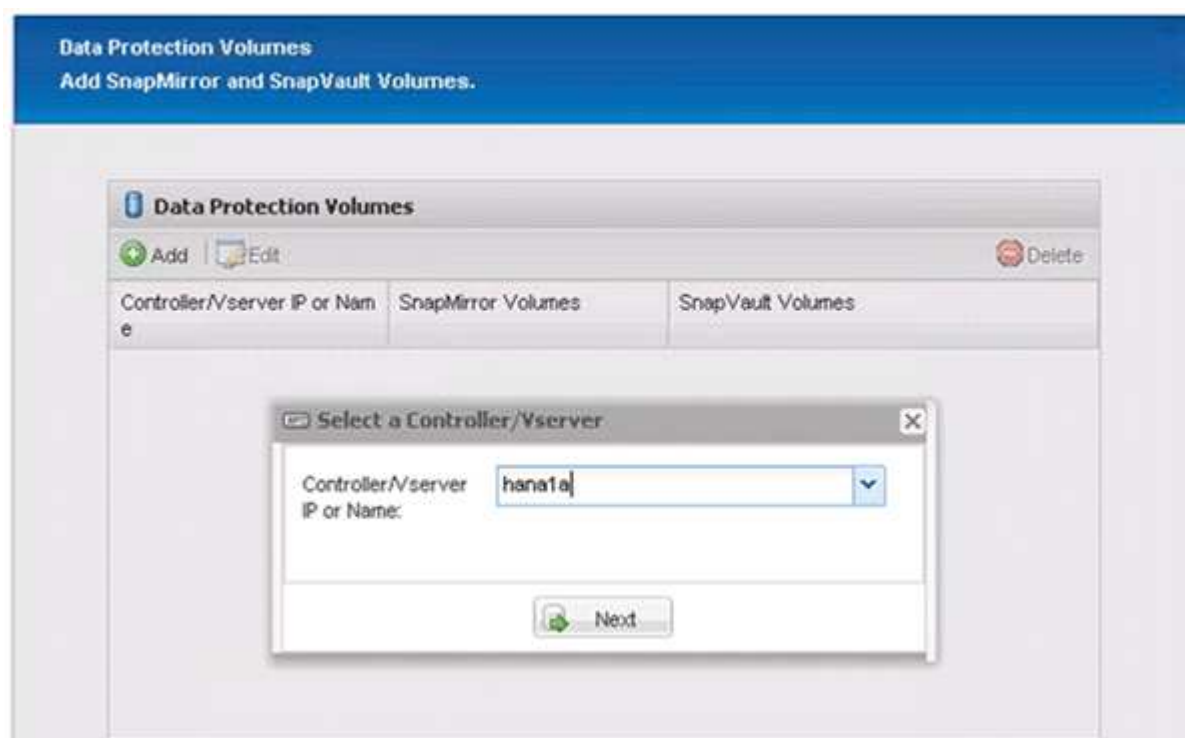 Data Protection Volumes
Add SnapMirror and SnapVault Volumes.
Data Protection Volumes
Add Edit Delete
Controller/Vserver IP or Nam SnapMirror Volumes SnapVault Volumes
e
Select a Controller/Vserver
Controller/Vserver hana1a
IP or Name:
Next